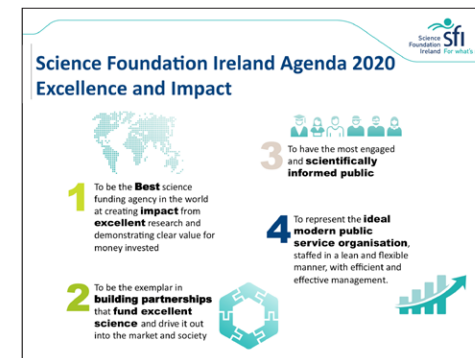 Science
Foundation
Ireland
sfi
For what's
Science Foundation Ireland Agenda 2020
Excellence and Impact
1
To be the Best science
funding agency in the world
at creating impact from
excellent research and
demonstrating clear value for
money invested
2
To be the exemplar in
building partnerships
that fund excellent
science and drive it out
into the market and society
3
To have the most engaged
and scientifically
informed public
4
To represent the ideal
modern public
service organisation,
staffed in a lean and flexible
manner, with efficient and
effective management.